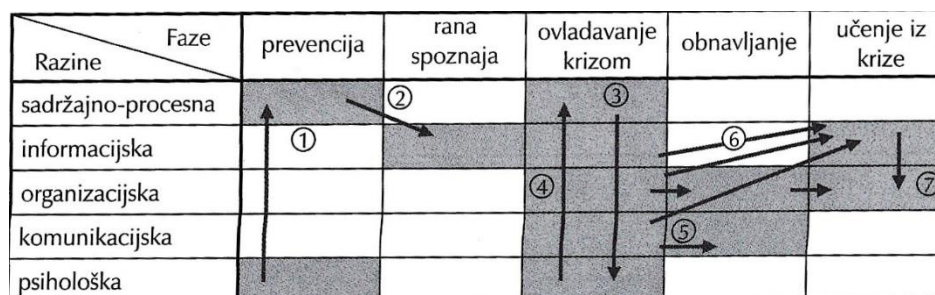 Faze
Razine
prevencija
rana
spoznaja
ovladavanje
krizom
obnavljanje
učenje iz
krize
sadržajno-procesna
②
③
informacijska
①
⑥
organizacijska
④
⑦
komunikacijska
⑤
psihološka